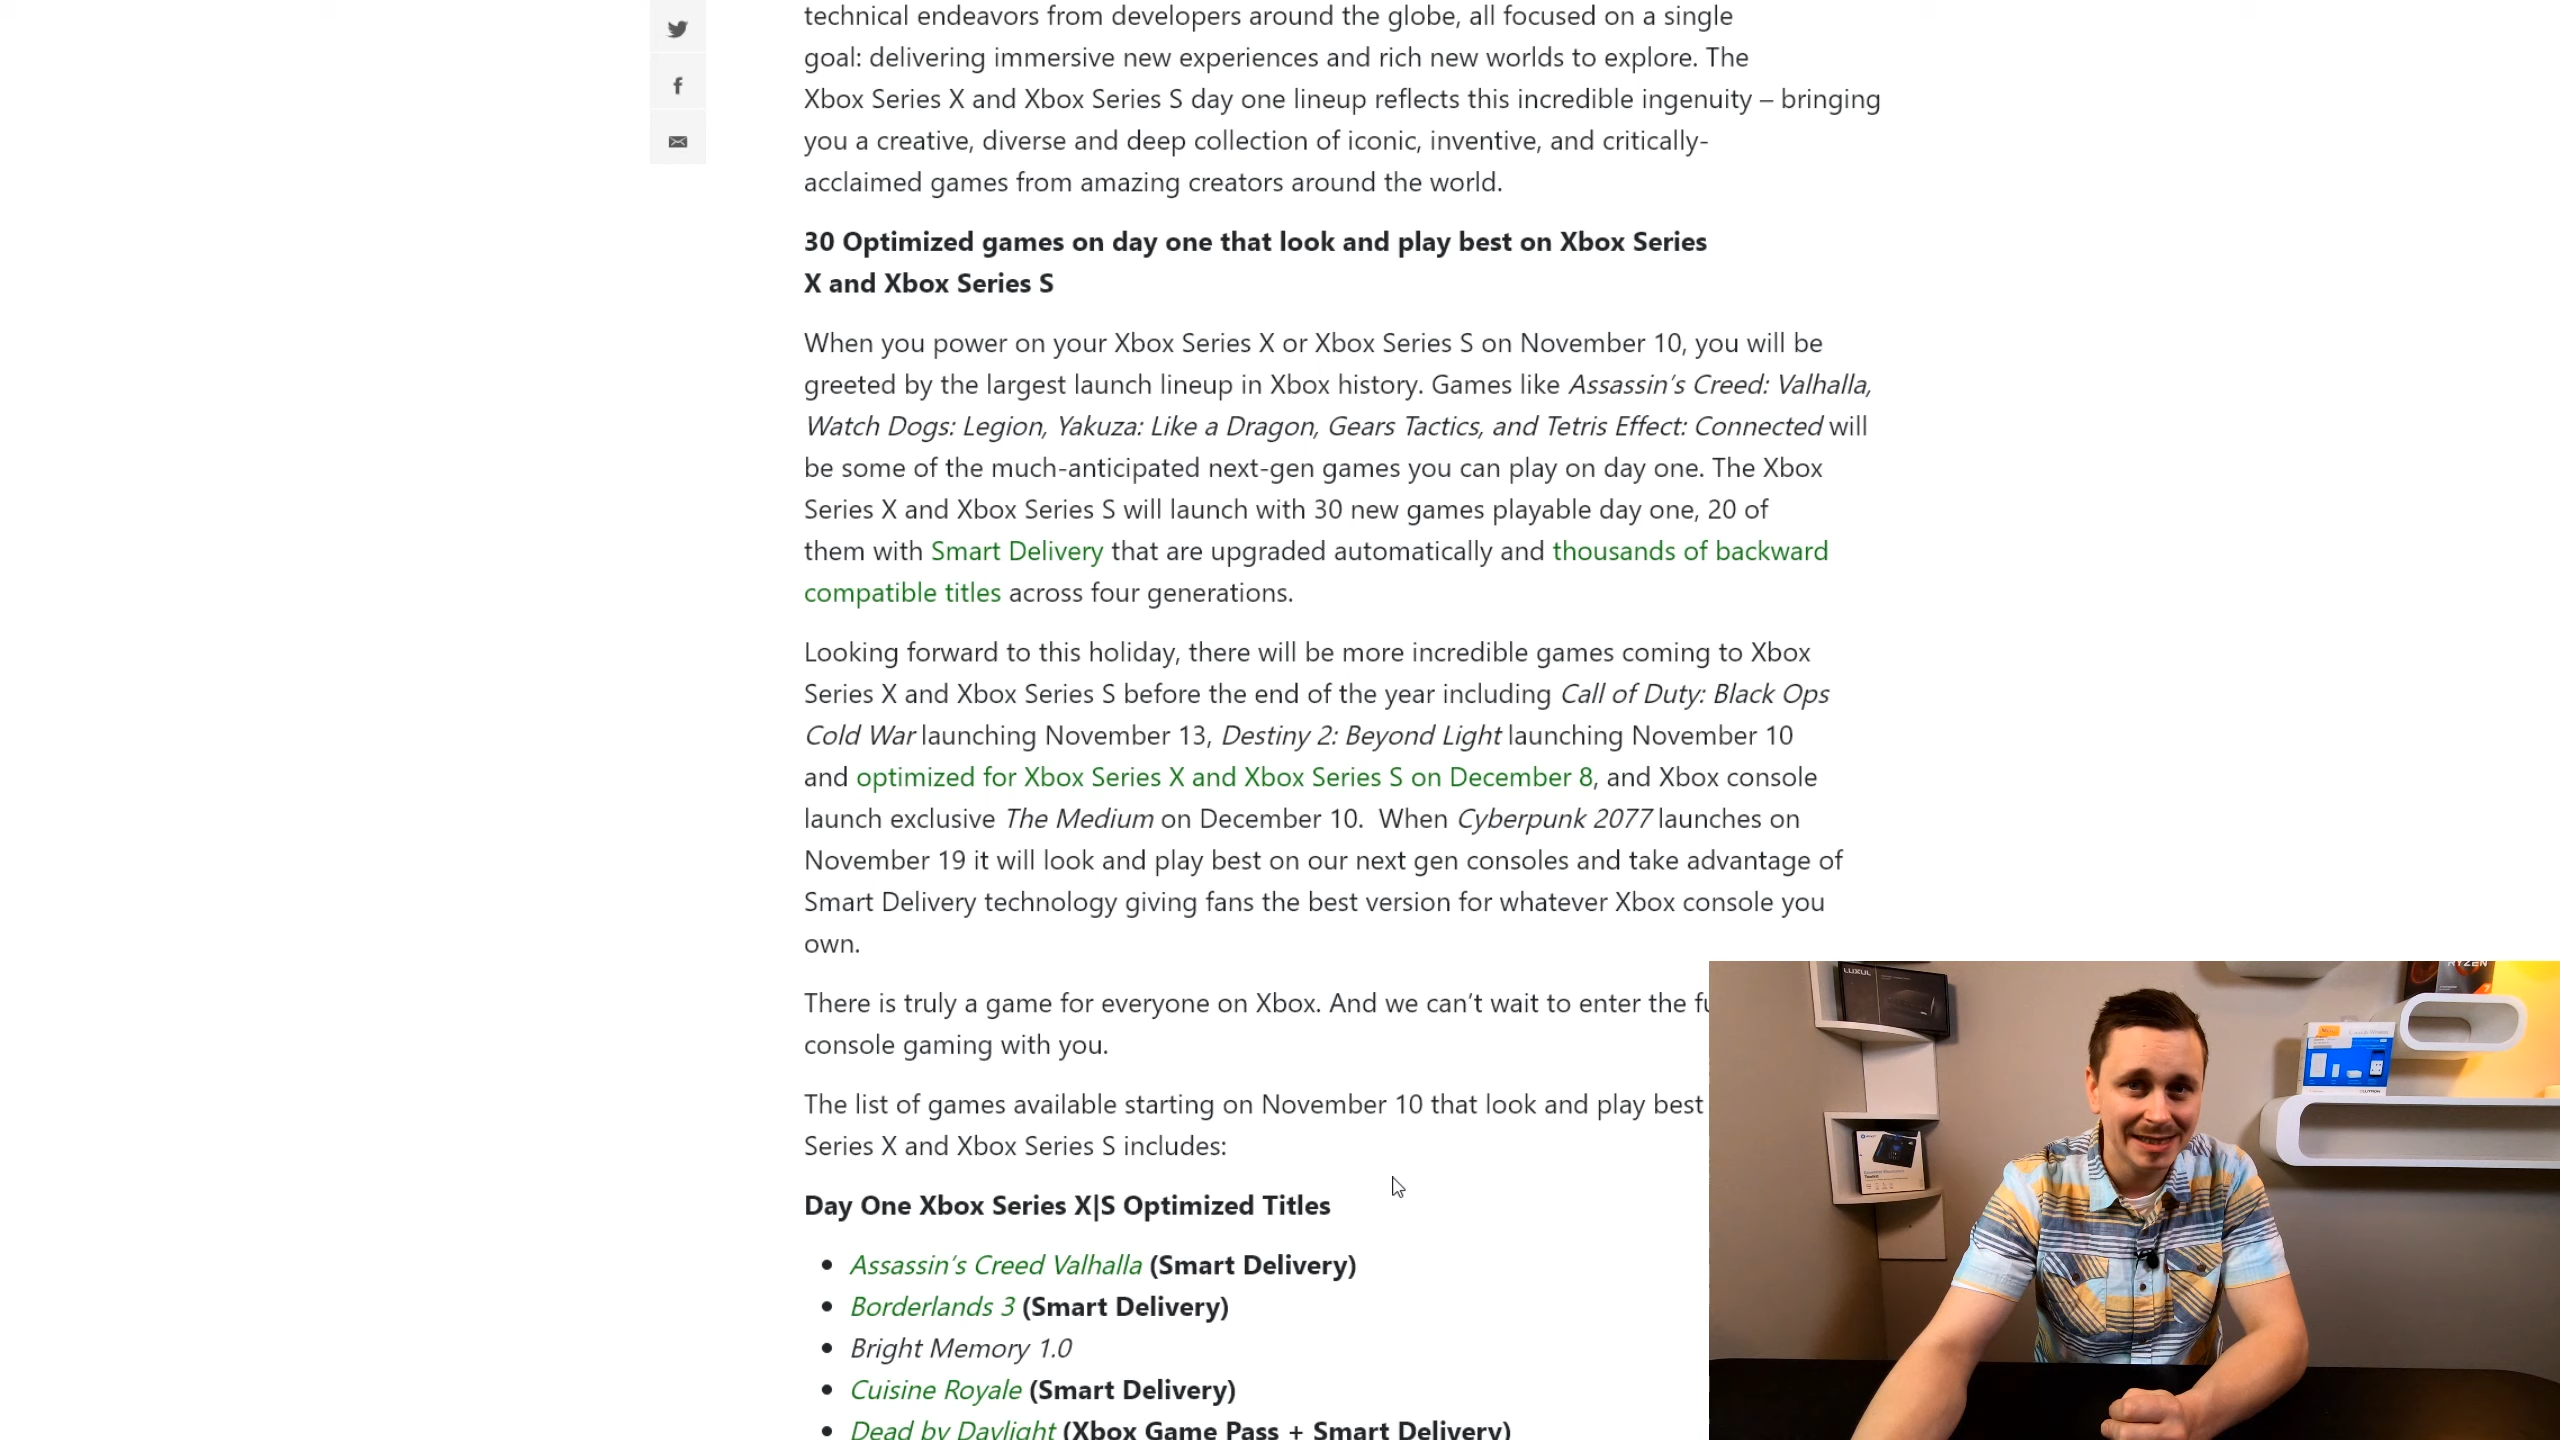 technical endeavors from developers around the globe, all focused on a single
goal: delivering immersive new experiences and rich new worlds to explore. The
Xbox Series X and Xbox Series S day one lineup reflects this incredible ingenuity – bringing
you a creative, diverse and deep collection of iconic, inventive, and critically-
acclaimed games from amazing creators around the world.
30 Optimized games on day one that look and play best on Xbox Series
X and Xbox Series S
When you power on your Xbox Series X or Xbox Series S on November 10, you will be
greeted by the largest launch lineup in Xbox history. Games like Assassin’s Creed: Valhalla,
Watch Dogs: Legion, Yakuza: Like a Dragon, Gears Tactics, and Tetris Effect: Connected will
be some of the much-anticipated next-gen games you can play on day one. The Xbox
Series X and Xbox Series S will launch with 30 new games playable day one, 20 of
them with Smart Delivery that are upgraded automatically and thousands of backward
compatible titles across four generations.
Looking forward to this holiday, there will be more incredible games coming to Xbox
Series X and Xbox Series S before the end of the year including Call of Duty: Black Ops
Cold War launching November 13, Destiny 2: Beyond Light launching November 10
and optimized for Xbox Series X and Xbox Series S on December 8, and Xbox console
launch exclusive The Medium on December 10.  When Cyberpunk 2077 launches on
November 19 it will look and play best on our next gen consoles and take advantage of
Smart Delivery technology giving fans the best version for whatever Xbox console you
own.
There is truly a game for everyone on Xbox. And we can’t wait to enter the fu
console gaming with you.
The list of games available starting on November 10 that look and play best
Series X and Xbox Series S includes:
Day One Xbox Series X|S Optimized Titles
• Assassin’s Creed Valhalla (Smart Delivery)
• Borderlands 3 (Smart Delivery)
• Bright Memory 1.0
• Cuisine Royale (Smart Delivery)
• Dead by Daylight (Xbox Game Pass + Smart Delivery)
LUXUL
RYZEN
7
LUTRON